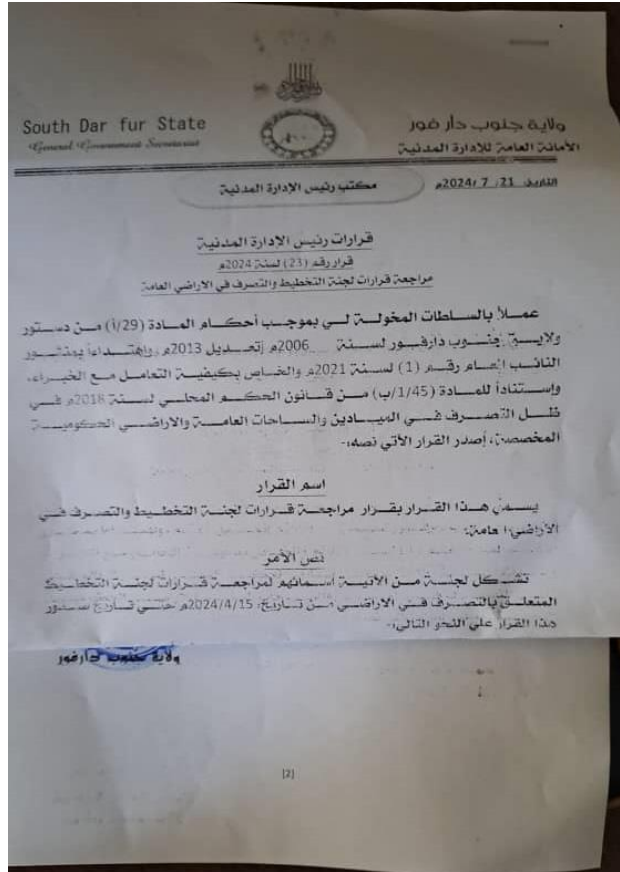 South Dar fur State
General Government Secretariat
ولاية جنوب دار فور
الأمانة العامة للإدارة المدنية
التاريخ: 21/ 7 /2024م
مكتب رئيس الإدارة المدنية
قرارات رئيس الإدارة المدنية
قرار رقم (23) لسنة 2024م
مراجعة قرارات لجنة التخطيط والتصرف في الاراضي العامة
عملاً بالسلطات المخولة لي بموجب أحكام المادة (29/أ) من دستور
ولاية جنوب دارفور لسنة 2006م تعديل 2013م، وإهتداءاً بمنشور
النائب العام رقم (1) لسنة 2021م والخاص بكيفية التعامل مع الخبراء،
وإستناداً للمادة (1/45/ب) من قانون الحكم المحلي لسنة 2018م في
ظل التصرف في الميادين والساحات العامة والاراضي الحكومية
المخصصة، أصدر القرار الأتي نصه:-
اسم القرار
يسمى هذا القرار بقرار مراجعة قرارات لجنة التخطيط والتصرف في
الأراضي العامة:
نص الأمر
تشكل لجنة من الأتية أسمائهم لمراجعة قرارات لجنة التخطيط
المتعلق بالتصرف في الاراضي من تاريخ: 2024/4/15م حتى تاريخ صدور
هذا القرار على النحو التالي:-
ولاية جنوب دارفور
[2]